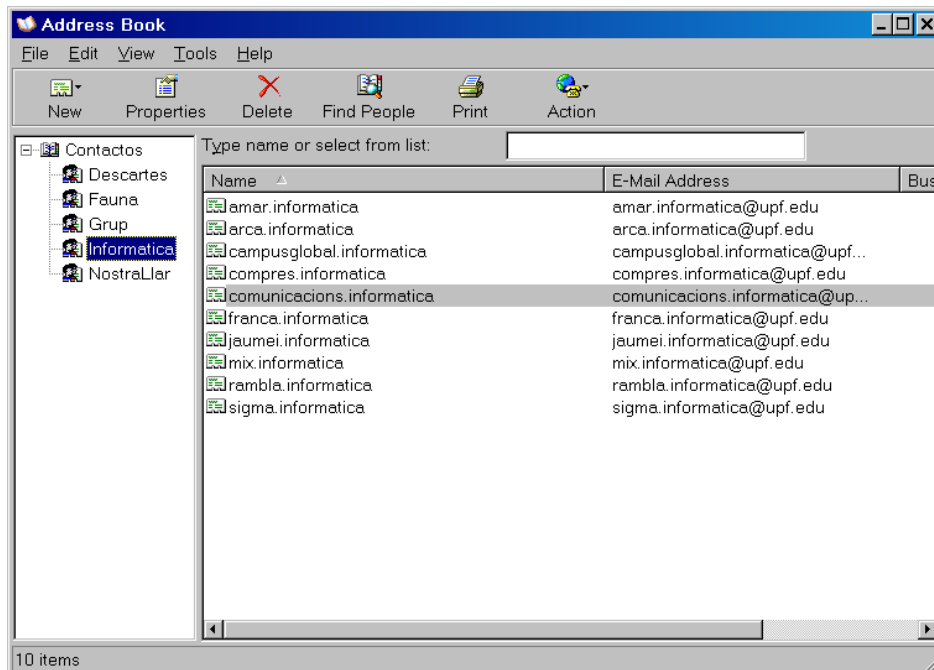 Address Book
File Edit View Tools Help
New Properties Delete Find People Print Action
Type name or select from list:
Contactos
Descartes
Fauna
Grup
Informatica
NostraLlar
Name E-Mail Address Bus
amar.informatica amar.informatica@upf.edu
arca.informatica arca.informatica@upf.edu
campusglobal.informatica campusglobal.informatica@upf...
compres.informatica compres.informatica@upf.edu
comunicacions.informatica comunicacions.informatica@up...
franca.informatica franca.informatica@upf.edu
jaumei.informatica jaumei.informatica@upf.edu
mix.informatica mix.informatica@upf.edu
rambla.informatica rambla.informatica@upf.edu
sigma.informatica sigma.informatica@upf.edu
10 items